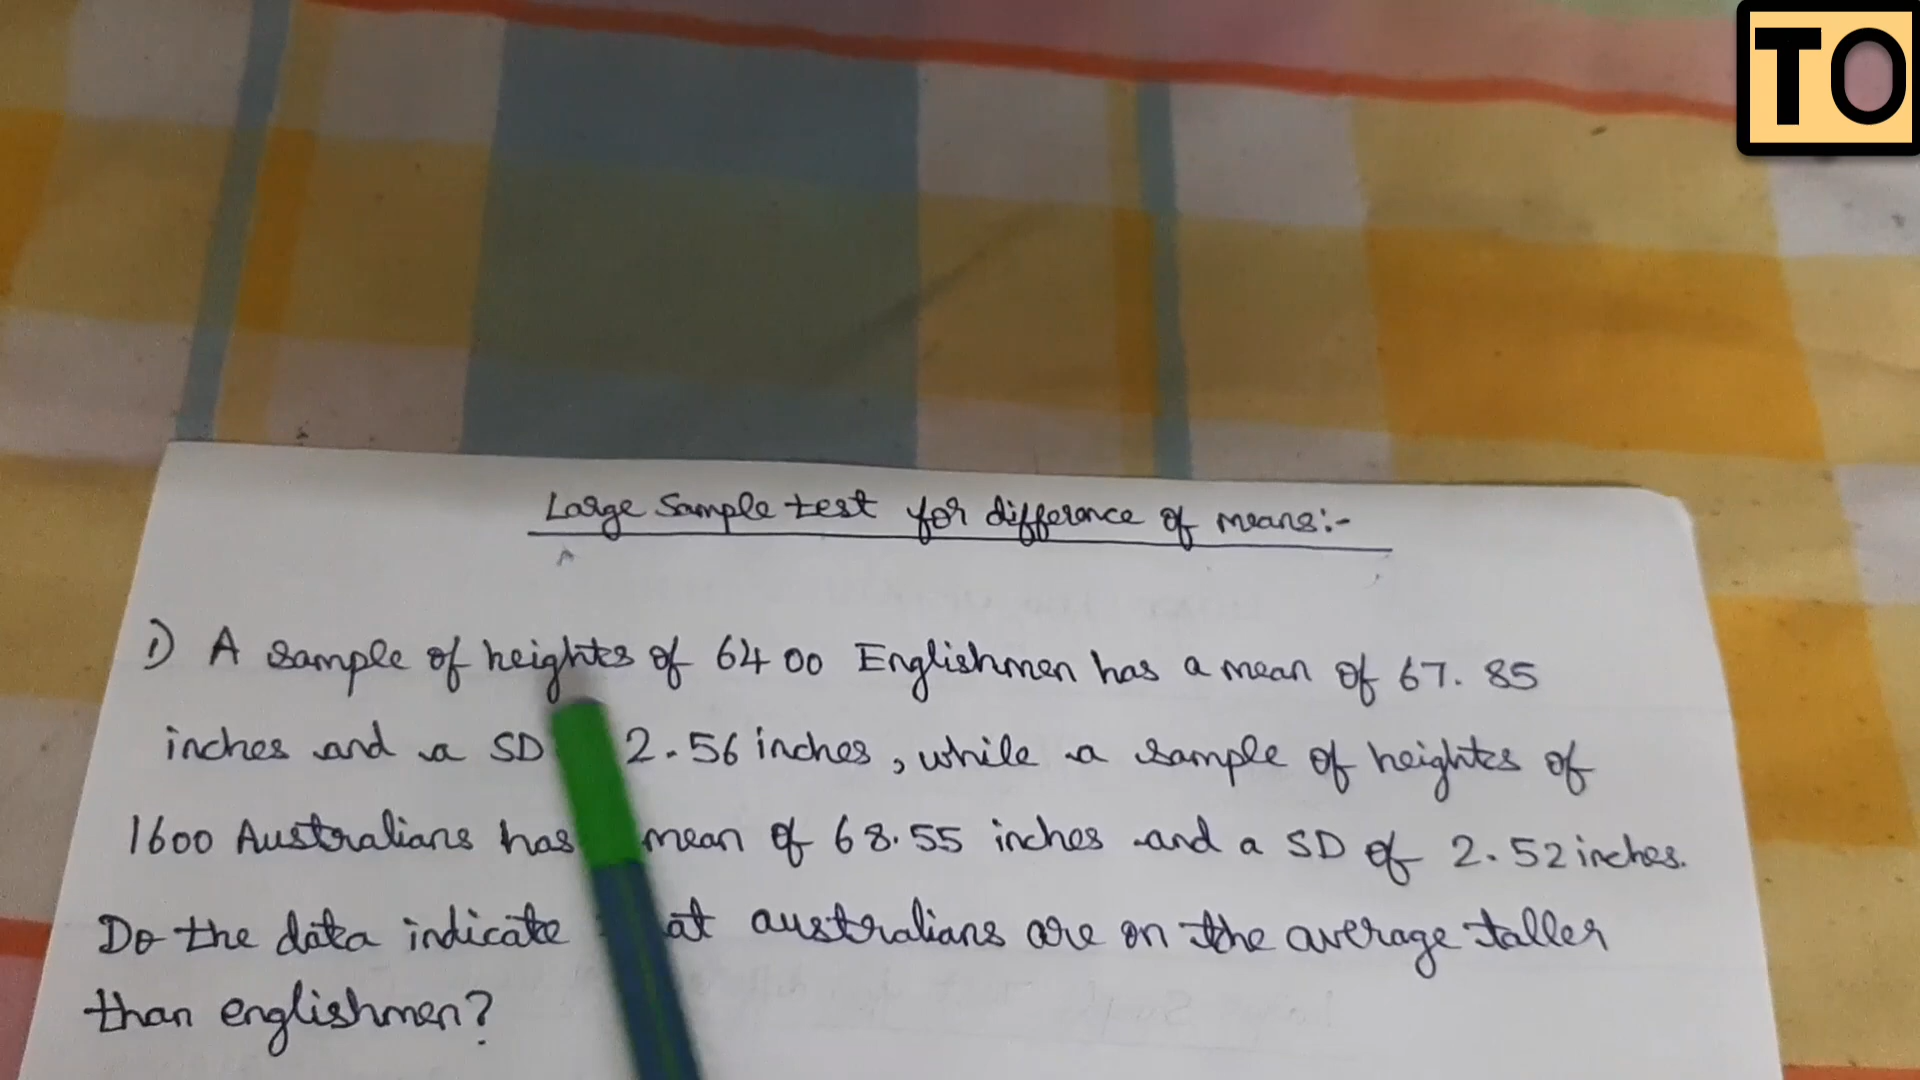 TO
Large Sample test for difference of means:-
1) A sample of heights of 6400 Englishmen has a mean of 67.85
inches and a SD 2.56 inches, while a sample of heights of
1600 Australians has mean of 68.55 inches and a SD of 2.52 inches.
Do the data indicate at australians are on the average taller
than englishmen?